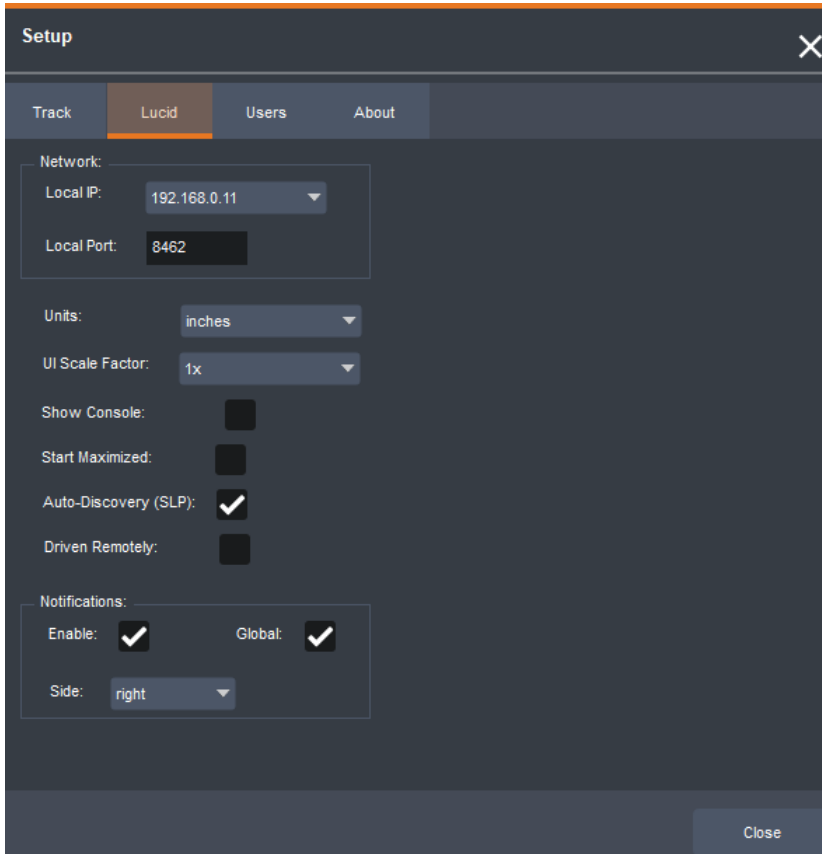 Setup
Track Lucid Users About
Network:
Local IP: 192.168.0.11
Local Port: 8462
Units: inches
UI Scale Factor: 1x
Show Console:
Start Maximized:
Auto-Discovery (SLP):
Driven Remotely:
Notifications:
Enable: Global:
Side: right
Close